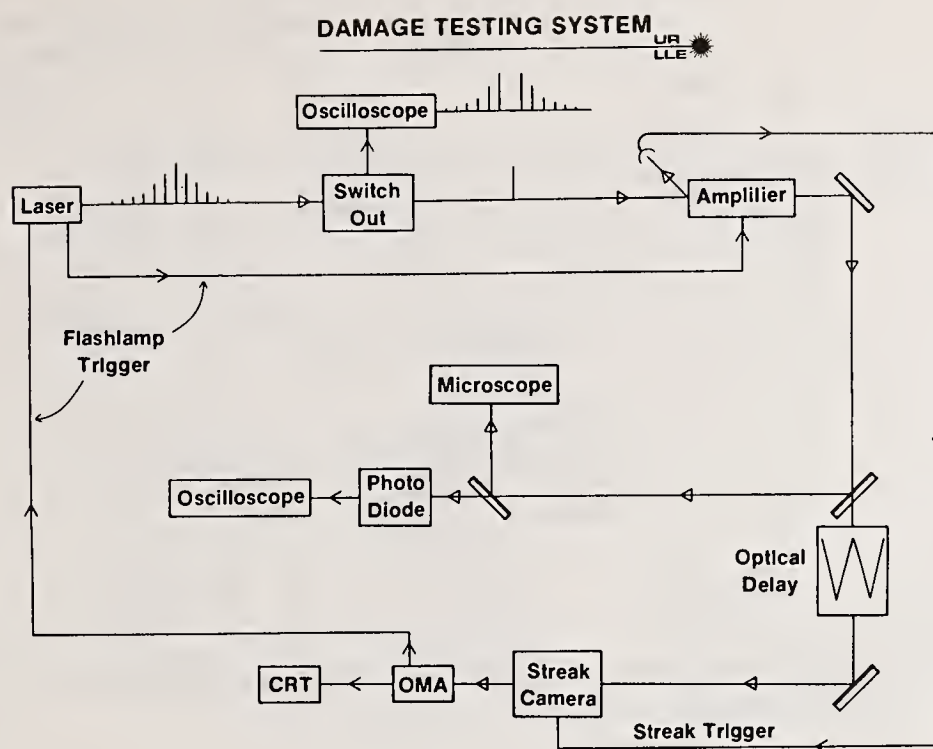 DAMAGE TESTING SYSTEM
UR
LLE
Oscilloscope
Laser
Switch
Out
Amplilier
Flashlamp
Trigger
Microscope
Oscilloscope
Photo
Diode
Optical
Delay
CRT
OMA
Streak
Camera
Streak Trigger